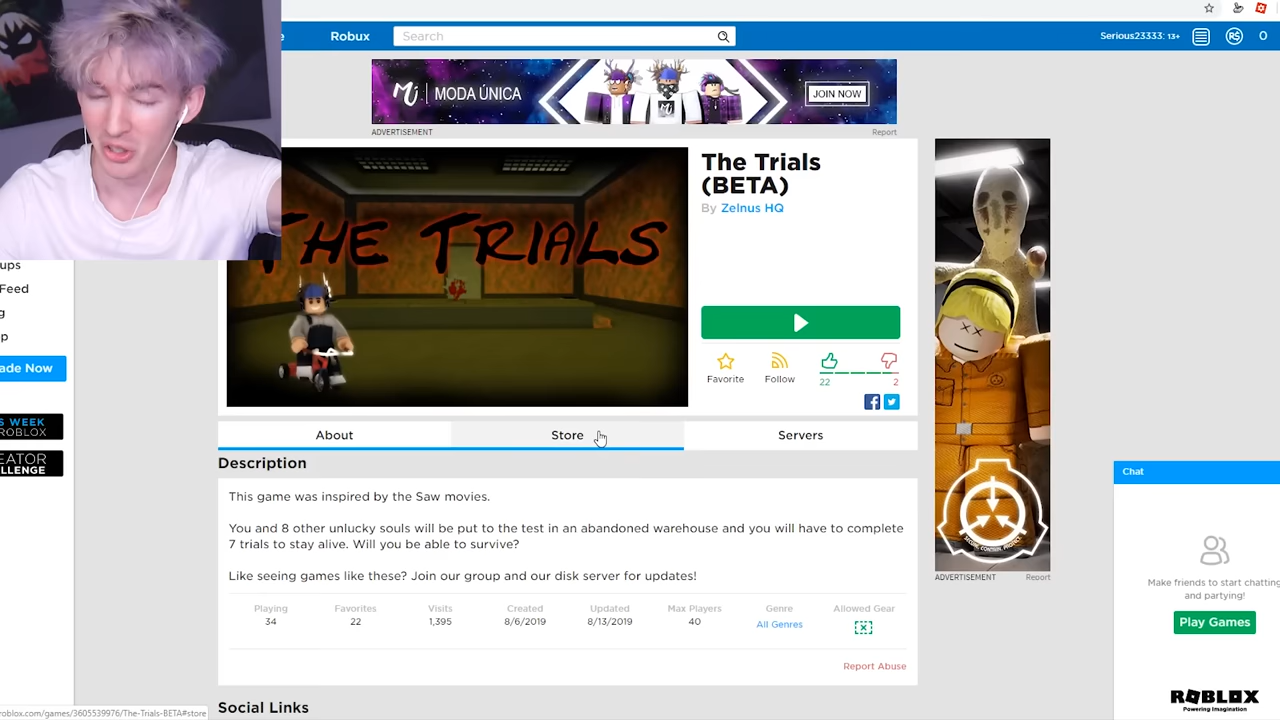 Robux
Search
Serious23333: 13+
0
MODA ÚNICA
JOIN NOW
ADVERTISEMENT
Report
THE TRIALS
The Trials
(BETA)
By Zelnus HQ
Favorite
Follow
22
2
ups
Feed
g
p
ade Now
S WEEK
ROBLOX
EATOR
LLENGE
About
Store
Servers
Description
This game was inspired by the Saw movies.
You and 8 other unlucky souls will be put to the test in an abandoned warehouse and you will have to complete
7 trials to stay alive. Will you be able to survive?
Like seeing games like these? Join our group and our disk server for updates!
Playing Favorites Visits Created Updated Max Players Genre Allowed Gear
34 22 1,395 8/6/2019 8/13/2019 40 All Genres
Report Abuse
Social Links
ADVERTISEMENT
Report
Chat
Make friends to start chatting
and partying!
Play Games
ROBLOX
Powering Imagination
roblox.com/games/3605539976/The-Trials-BETA#store